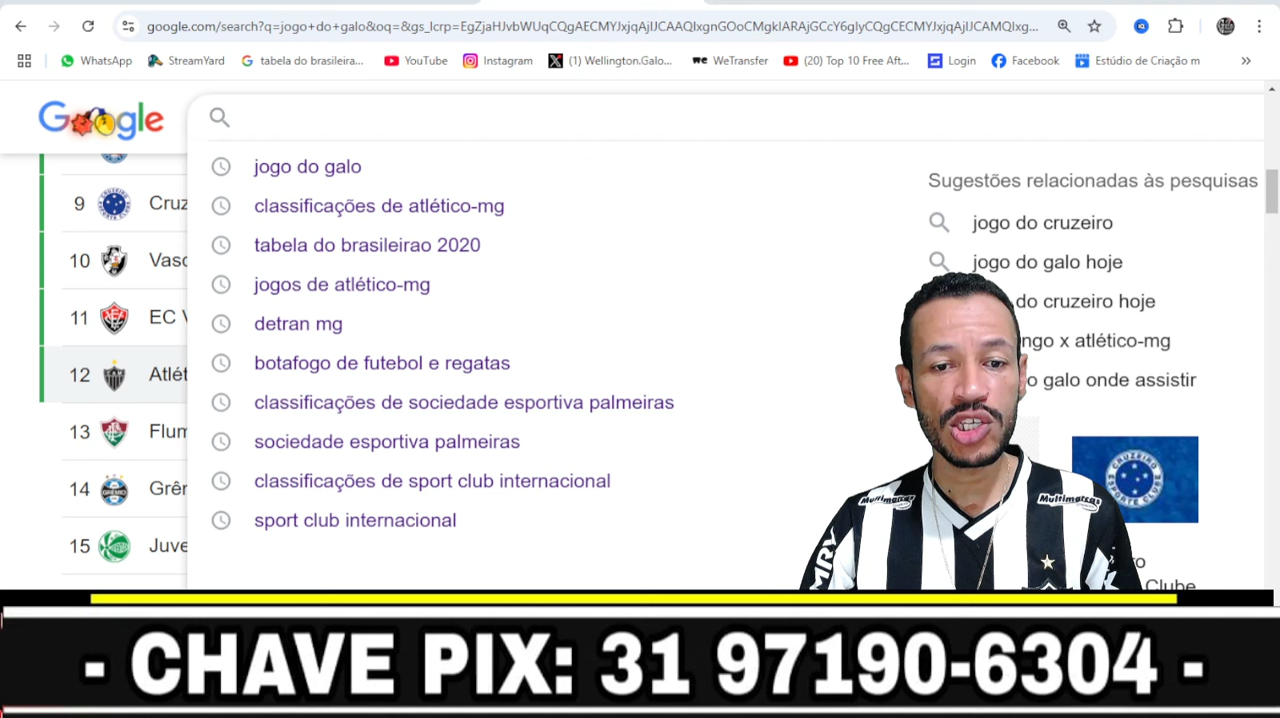 google.com/search?q=jogo+do+galo&oq=&gs_lcrp=EgZjaHJvbWUqCQgAECMYJxjqAjIJCAAQIxgnGOoCMgkIARAjGCcY6gIyCQgCECMYJxjqAjIJCAMQIxg...
WhatsApp StreamYard tabela do brasileira... YouTube Instagram (1) Wellington.Galo... we WeTransfer (20) Top 10 Free Aft... Login Facebook Estúdio de Criação m
Google
jogo do galo
classificações de atlético-mg
tabela do brasileirao 2020
jogos de atlético-mg
detran mg
botafogo de futebol e regatas
classificações de sociedade esportiva palmeiras
sociedade esportiva palmeiras
classificações de sport club internacional
sport club internacional
9 Cruz
10 Vasc
11 EC V
12 Atlét
13 Flum
14 Grêr
15 Juve
Sugestões relacionadas às pesquisas
jogo do cruzeiro
jogo do galo hoje
do cruzeiro hoje
ngo x atlético-mg
o galo onde assistir
ro
Clube
Multimarcas
Multimarcas
MRV
- CHAVE PIX: 31 97190-6304 -